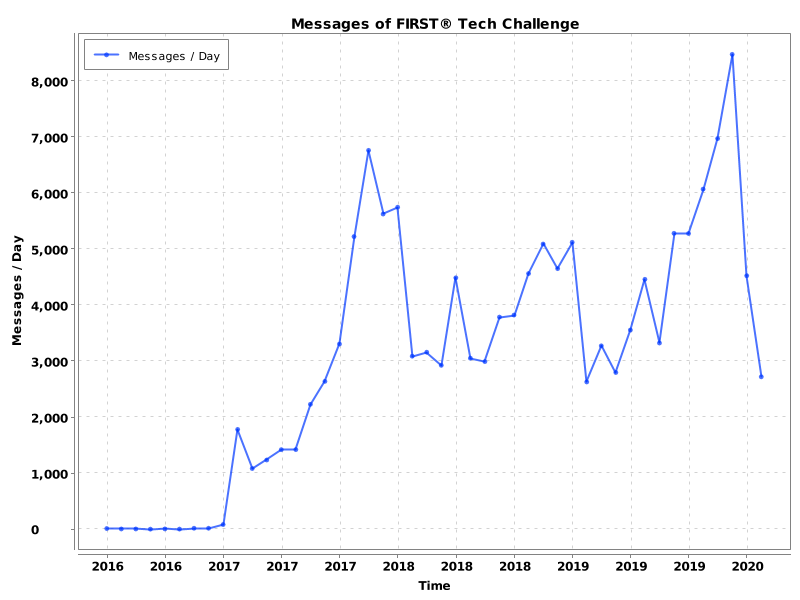 Messages of FIRST® Tech Challenge
Messages / Day
8,000
7,000
6,000
5,000
4,000
3,000
2,000
1,000
0
Messages / Day
2016 2016 2017 2017 2017 2018 2018 2018 2019 2019 2019 2020
Time